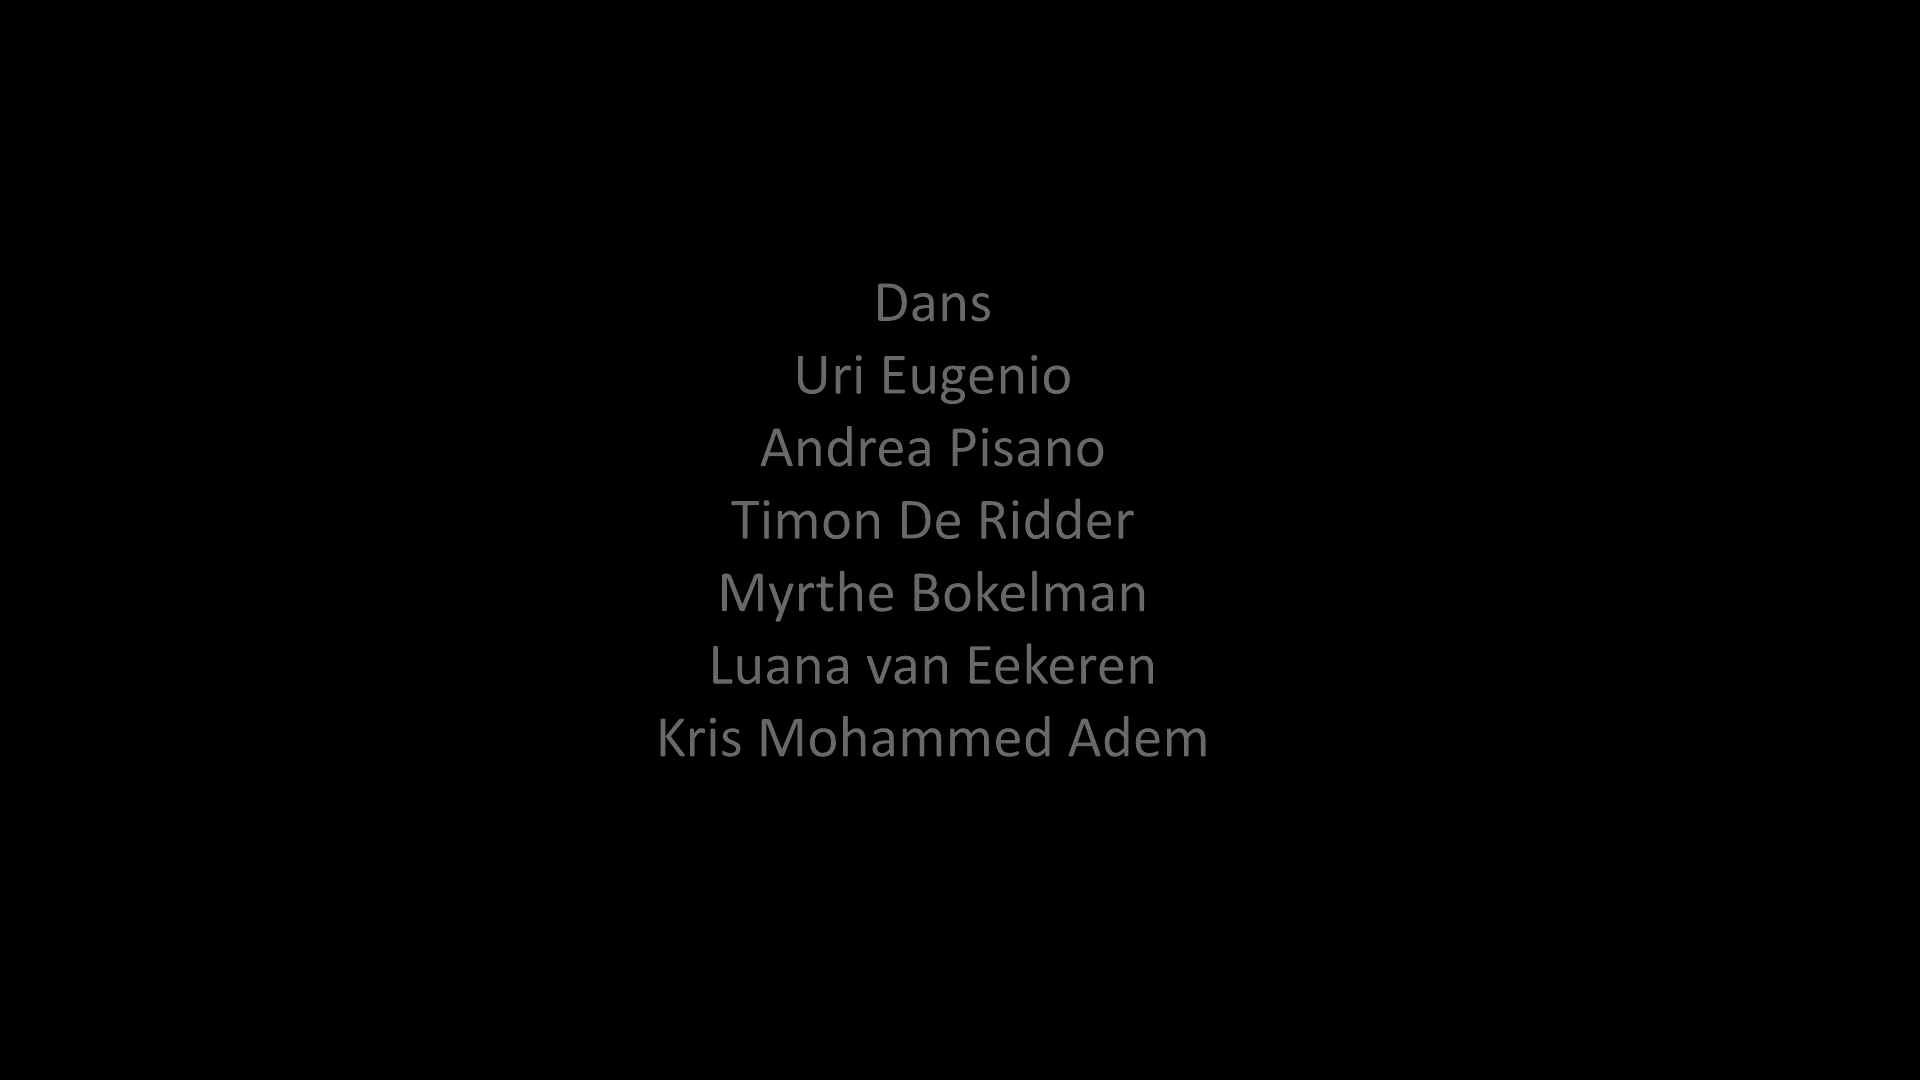 Dans
Uri Eugenio
Andrea Pisano
Timon De Ridder
Myrthe Bokelman
Luana van Eekeren
Kris Mohammed Adem